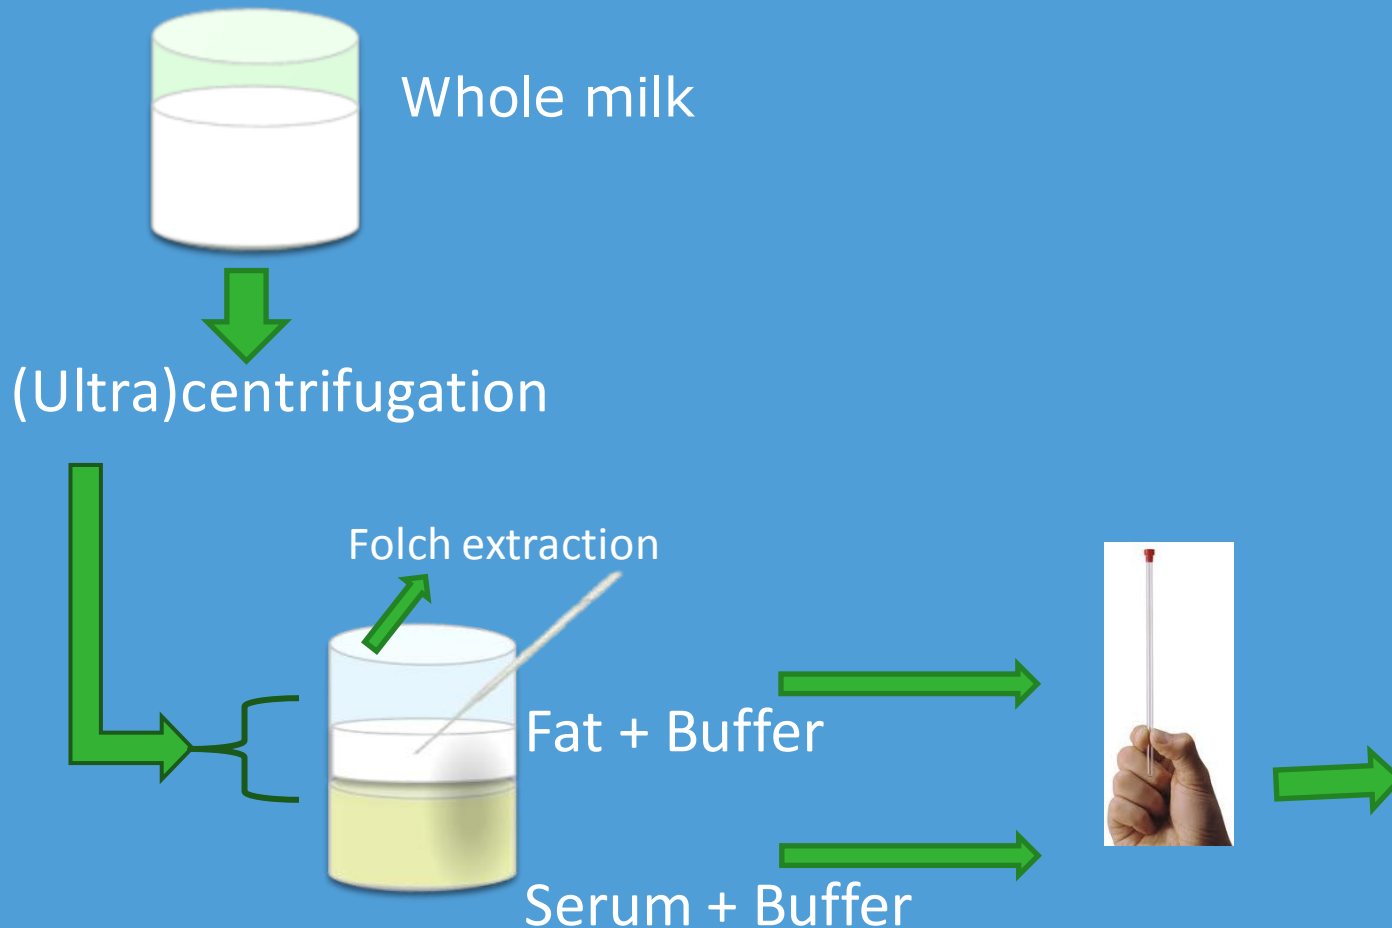 Whole milk
(Ultra)centrifugation
Folch extraction
Fat + Buffer
Serum + Buffer